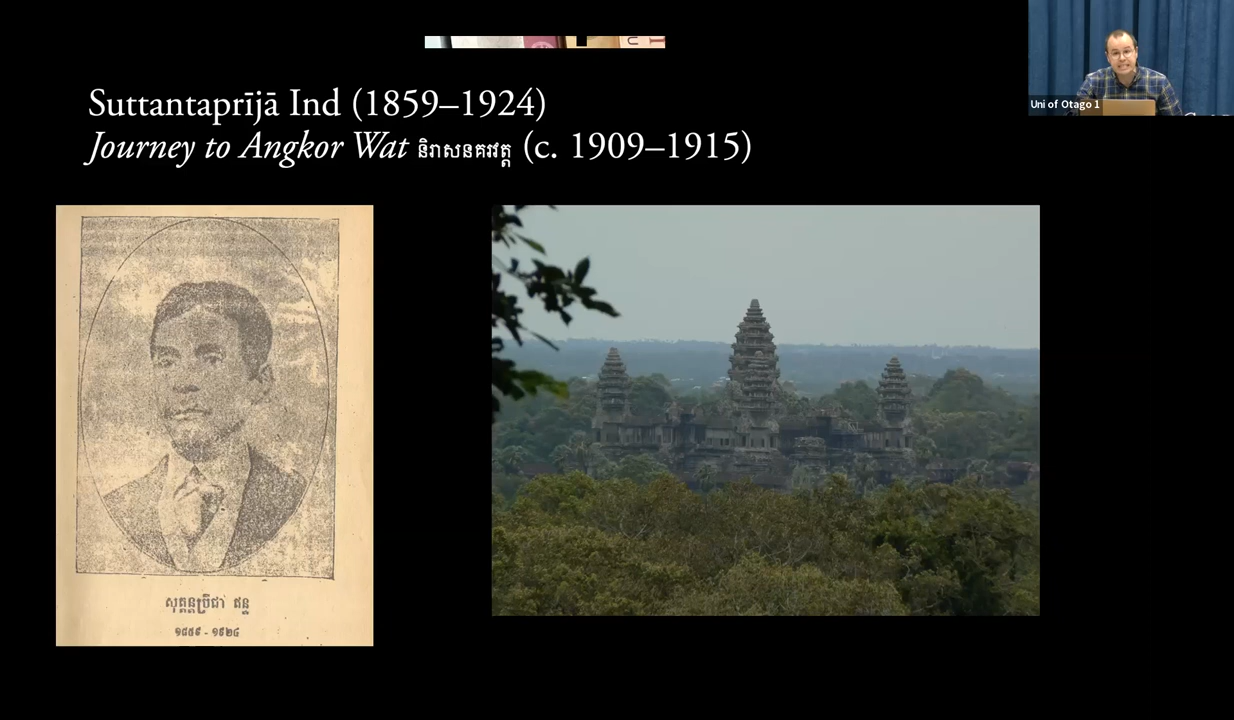 Suttantaprījā Ind (1859–1924)
Journey to Angkor Wat និរាសនគរវត្ត (c. 1909–1915)
Uni of Otago 1
សុត្តន្តប្រីជា ឥន្ទ
១៨៥៩ - ១៩២៤